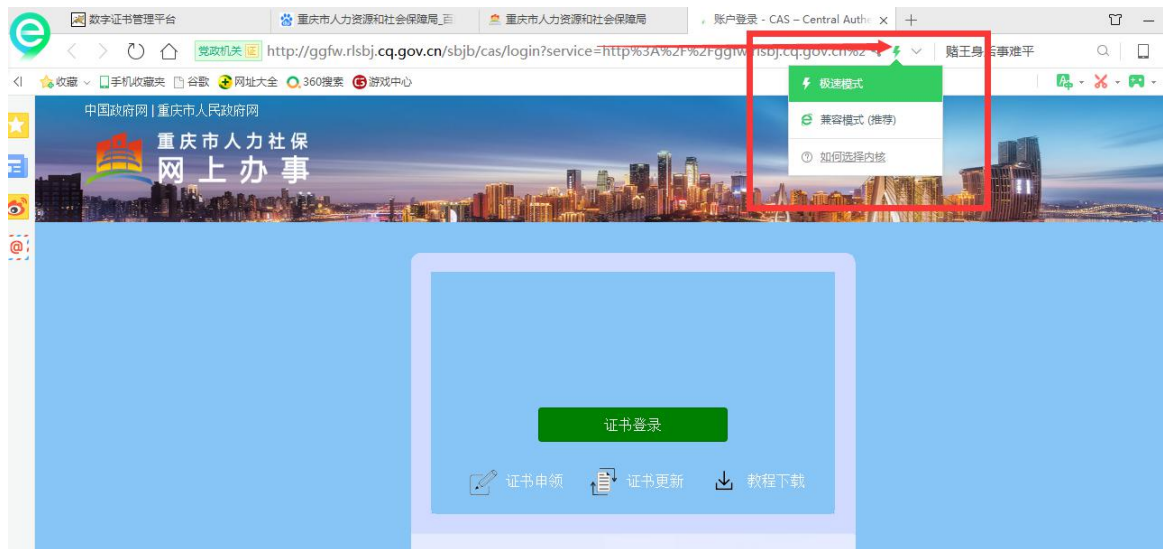 数字证书管理平台
重庆市人力资源和社会保障局_百
重庆市人力资源和社会保障局
账户登录 - CAS – Central Authe
党政机关 证
http://ggfw.rlsbj.cq.gov.cn/sbjb/cas/login?service=http%3A%2F%2Fggfw.rlsbj.cq.gov.cn%2
赌王身后事难平
收藏
手机收藏夹
谷歌
网址大全
360搜索
游戏中心
极速模式
兼容模式 (推荐)
如何选择内核
中国政府网 | 重庆市人民政府网
重庆市人力社保
网上办事
证书登录
证书申领
证书更新
教程下载